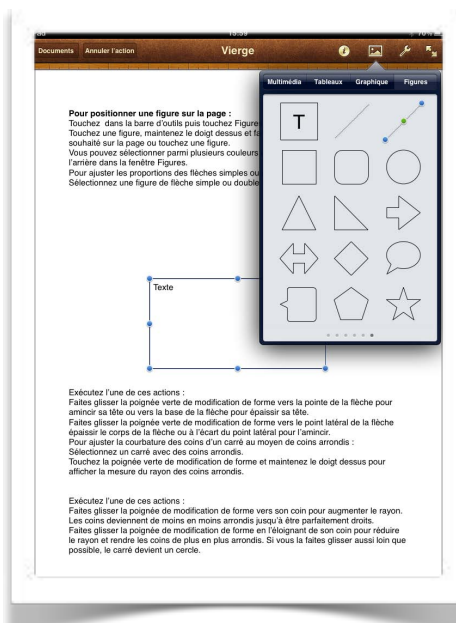 15:59
70 %
Documents
Annuler l'action
Vierge
Multimédia
Tableaux
Graphique
Figures
T
Pour positionner une figure sur la page :
Touchez dans la barre d'outils puis touchez Figure
Touchez une figure, maintenez le doigt dessus et fa
souhaité sur la page ou touchez une figure.
Vous pouvez sélectionner parmi plusieurs couleurs
l'arrière dans la fenêtre Figures.
Pour ajuster les proportions des flèches simples ou
Sélectionnez une figure de flèche simple ou double
Texte
Exécutez l'une de ces actions :
Faites glisser la poignée verte de modification de forme vers la pointe de la flèche pour
amincir sa tête ou vers la base de la flèche pour épaissir sa tête.
Faites glisser la poignée verte de modification de forme vers le point latéral de la flèche
épaissir le corps de la flèche ou à l'écart du point latéral pour l'amincir.
Pour ajuster la courbature des coins d'un carré au moyen de coins arrondis :
Sélectionnez un carré avec des coins arrondis.
Touchez la poignée verte de modification de forme et maintenez le doigt dessus pour
afficher la mesure du rayon des coins arrondis.
Exécutez l'une de ces actions :
Faites glisser la poignée de modification de forme vers son coin pour augmenter le rayon.
Les coins deviennent de moins en moins arrondis jusqu'à être parfaitement droits.
Faites glisser la poignée de modification de forme en l'éloignant de son coin pour réduire
le rayon et rendre les coins de plus en plus arrondis. Si vous la faites glisser aussi loin que
possible, le carré devient un cercle.